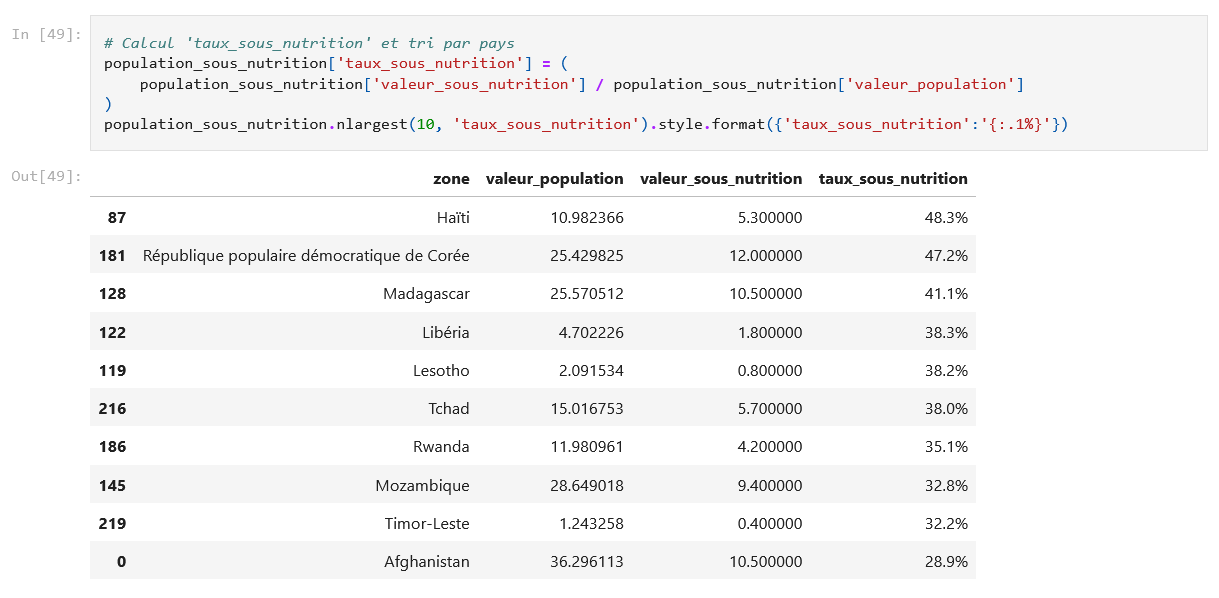 In [49]:
# Calcul 'taux_sous_nutrition' et tri par pays
population_sous_nutrition['taux_sous_nutrition'] = (
    population_sous_nutrition['valeur_sous_nutrition'] / population_sous_nutrition['valeur_population']
)
population_sous_nutrition.nlargest(10, 'taux_sous_nutrition').style.format({'taux_sous_nutrition':'{:.1%}'})
Out[49]:
zone valeur_population valeur_sous_nutrition taux_sous_nutrition
87 Haïti 10.982366 5.300000 48.3%
181 République populaire démocratique de Corée 25.429825 12.000000 47.2%
128 Madagascar 25.570512 10.500000 41.1%
122 Libéria 4.702226 1.800000 38.3%
119 Lesotho 2.091534 0.800000 38.2%
216 Tchad 15.016753 5.700000 38.0%
186 Rwanda 11.980961 4.200000 35.1%
145 Mozambique 28.649018 9.400000 32.8%
219 Timor-Leste 1.243258 0.400000 32.2%
0 Afghanistan 36.296113 10.500000 28.9%